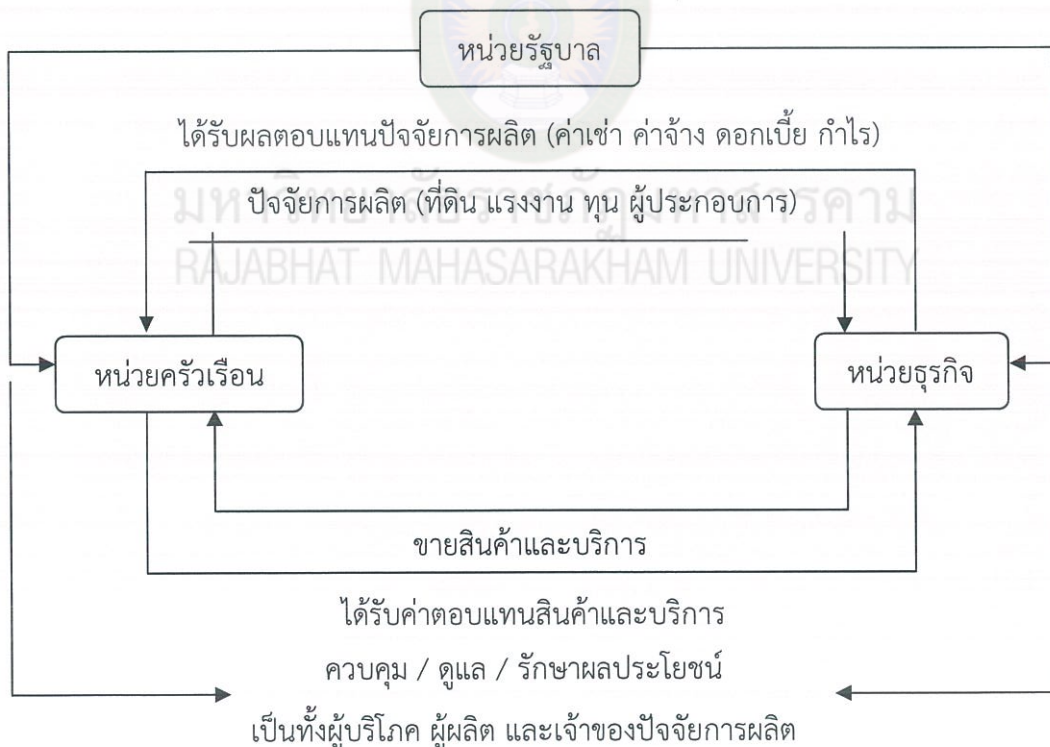 หน่วยรัฐบาล
ได้รับผลตอบแทนปัจจัยการผลิต (ค่าเช่า ค่าจ้าง ดอกเบี้ย กำไร)
มหาวิทยาลัยราชภัฏมหาสารคาม
ปัจจัยการผลิต (ที่ดิน แรงงาน ทุน ผู้ประกอบการ)
RAJABHAT MAHASARAKHAM UNIVERSITY
หน่วยครัวเรือน
หน่วยธุรกิจ
ขายสินค้าและบริการ
ได้รับค่าตอบแทนสินค้าและบริการ
ควบคุม / ดูแล / รักษาผลประโยชน์
เป็นทั้งผู้บริโภค ผู้ผลิต และเจ้าของปัจจัยการผลิต